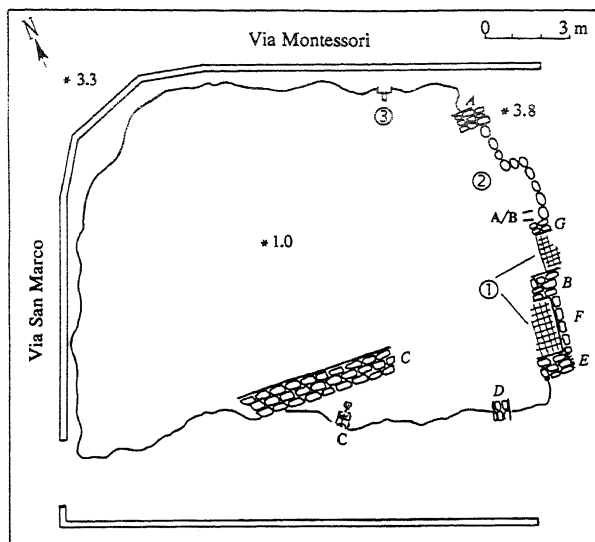 N
Via Montessori
0 3 m
* 3.3
A
* 3.8
③
②
A/B
G
* 1.0
①
B
F
Via San Marco
C
E
D
C